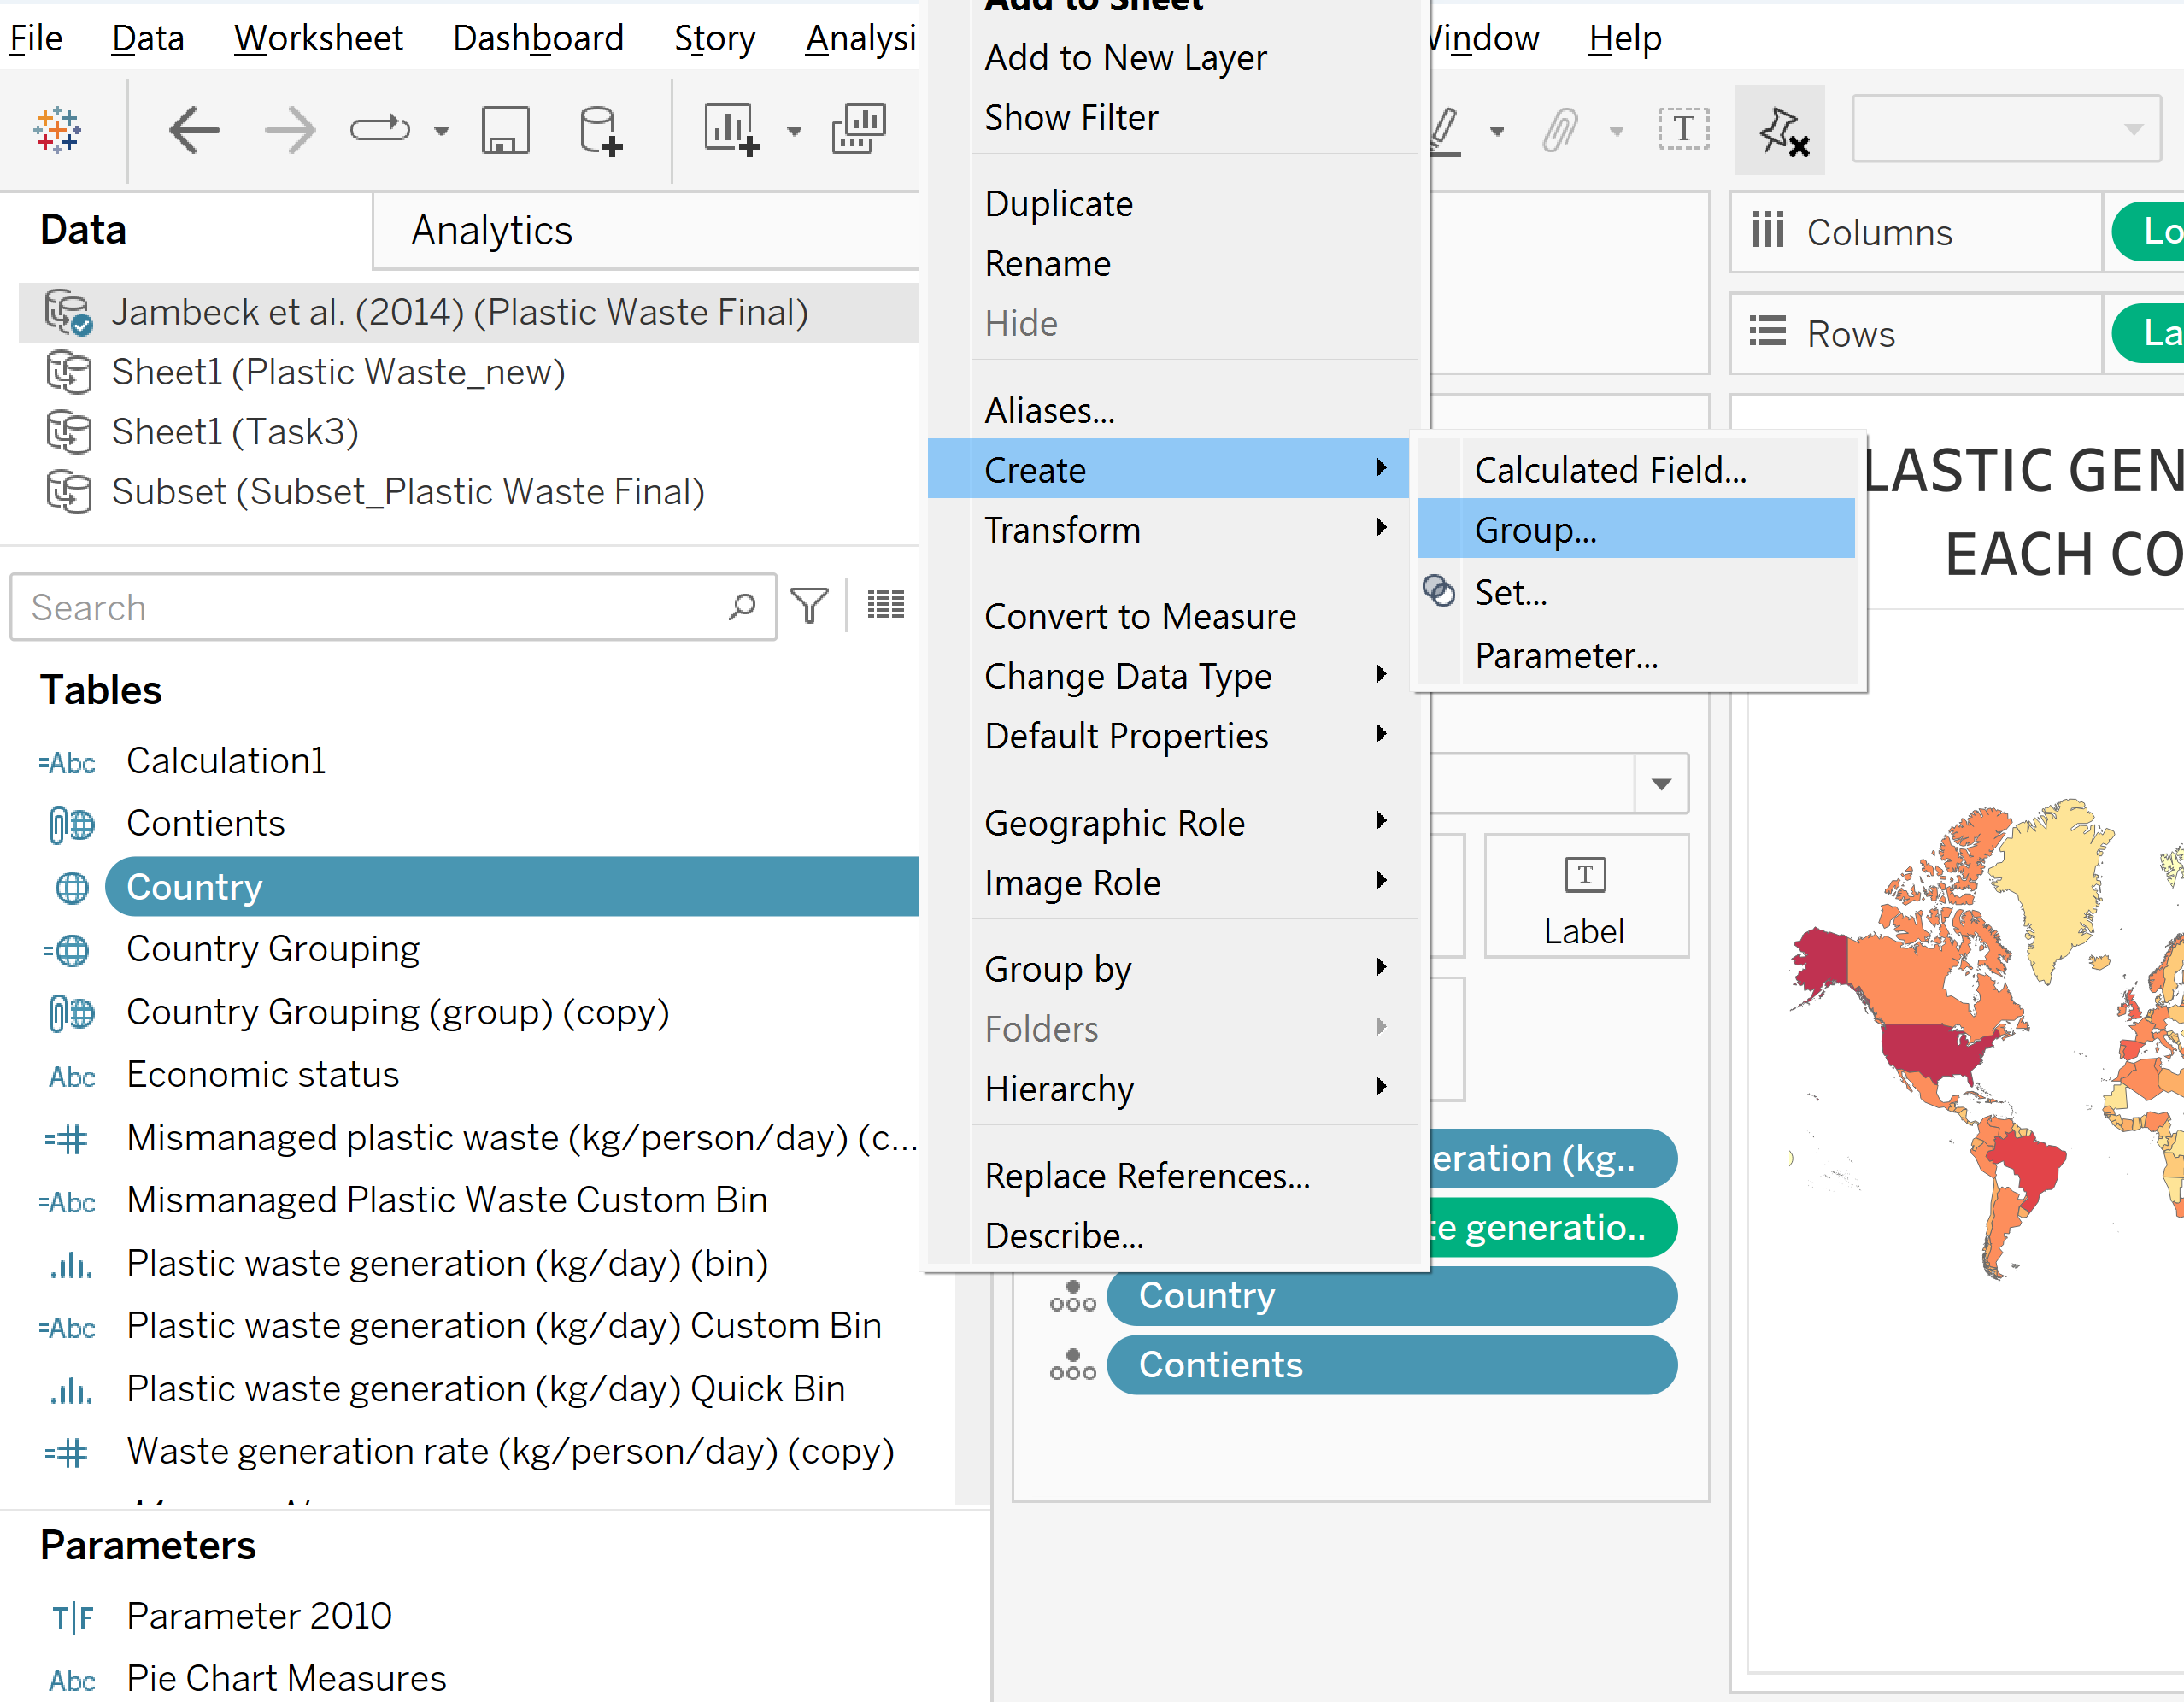 Add to Sheet
File Data Worksheet Dashboard Story Analysi
Window Help
Add to New Layer
Show Filter
Duplicate
Rename
Hide
Aliases...
Create
Transform
Convert to Measure
Change Data Type
Default Properties
Geographic Role
Image Role
Group by
Folders
Hierarchy
Replace References...
Describe...
Calculated Field...
Group...
Set...
Parameter...
Data Analytics
Jambeck et al. (2014) (Plastic Waste Final)
Sheet1 (Plastic Waste_new)
Sheet1 (Task3)
Subset (Subset_Plastic Waste Final)
Search
Tables
=Abc Calculation1
Contients
Country
Country Grouping
Country Grouping (group) (copy)
Abc Economic status
=# Mismanaged plastic waste (kg/person/day) (c...
=Abc Mismanaged Plastic Waste Custom Bin
Plastic waste generation (kg/day) (bin)
=Abc Plastic waste generation (kg/day) Custom Bin
Plastic waste generation (kg/day) Quick Bin
=# Waste generation rate (kg/person/day) (copy)
Parameters
T|F Parameter 2010
Abc Pie Chart Measures
T
Columns Lo
Rows La
LASTIC GEN
EACH CO
T
Label
eration (kg..
te generatio..
Country
Contients